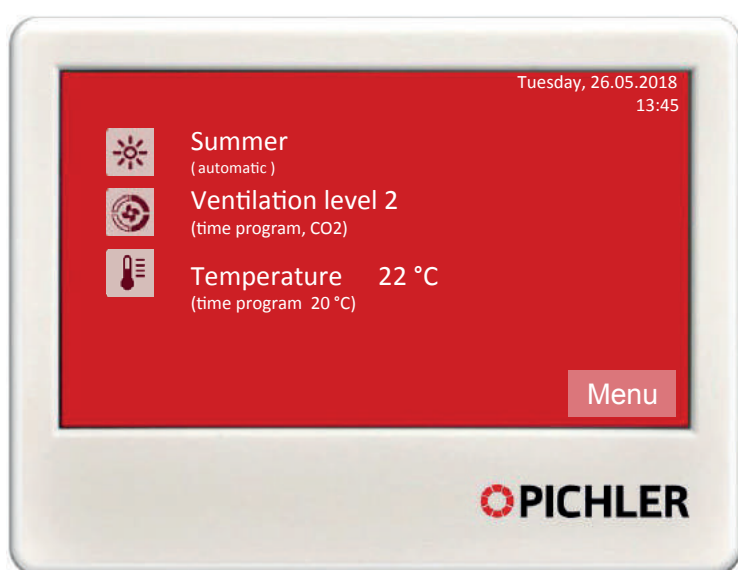 Tuesday, 26.05.2018
13:45
Summer
( automatic )
Ventilation level 2
(time program, CO2)
Temperature 22 °C
(time program 20 °C)
Menu
PICHLER